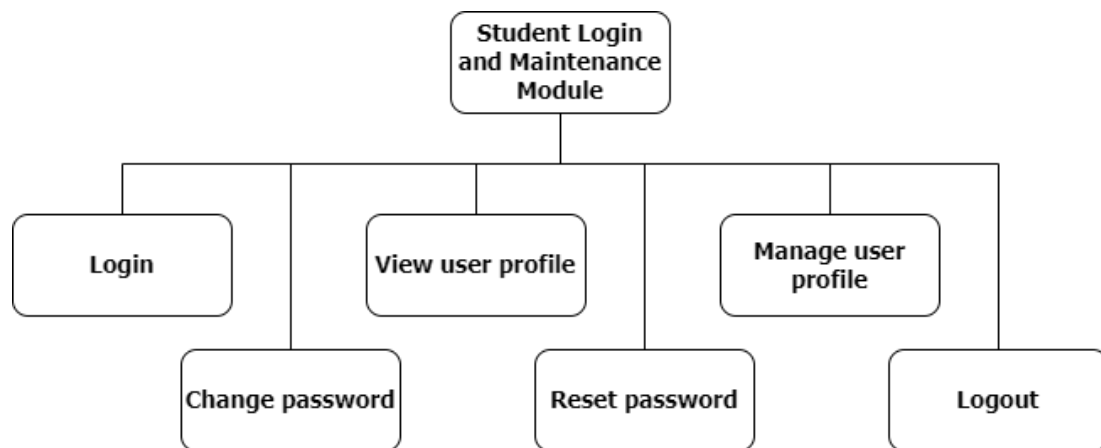 Student Login
and Maintenance
Module
Login
View user profile
Manage user
profile
Change password
Reset password
Logout